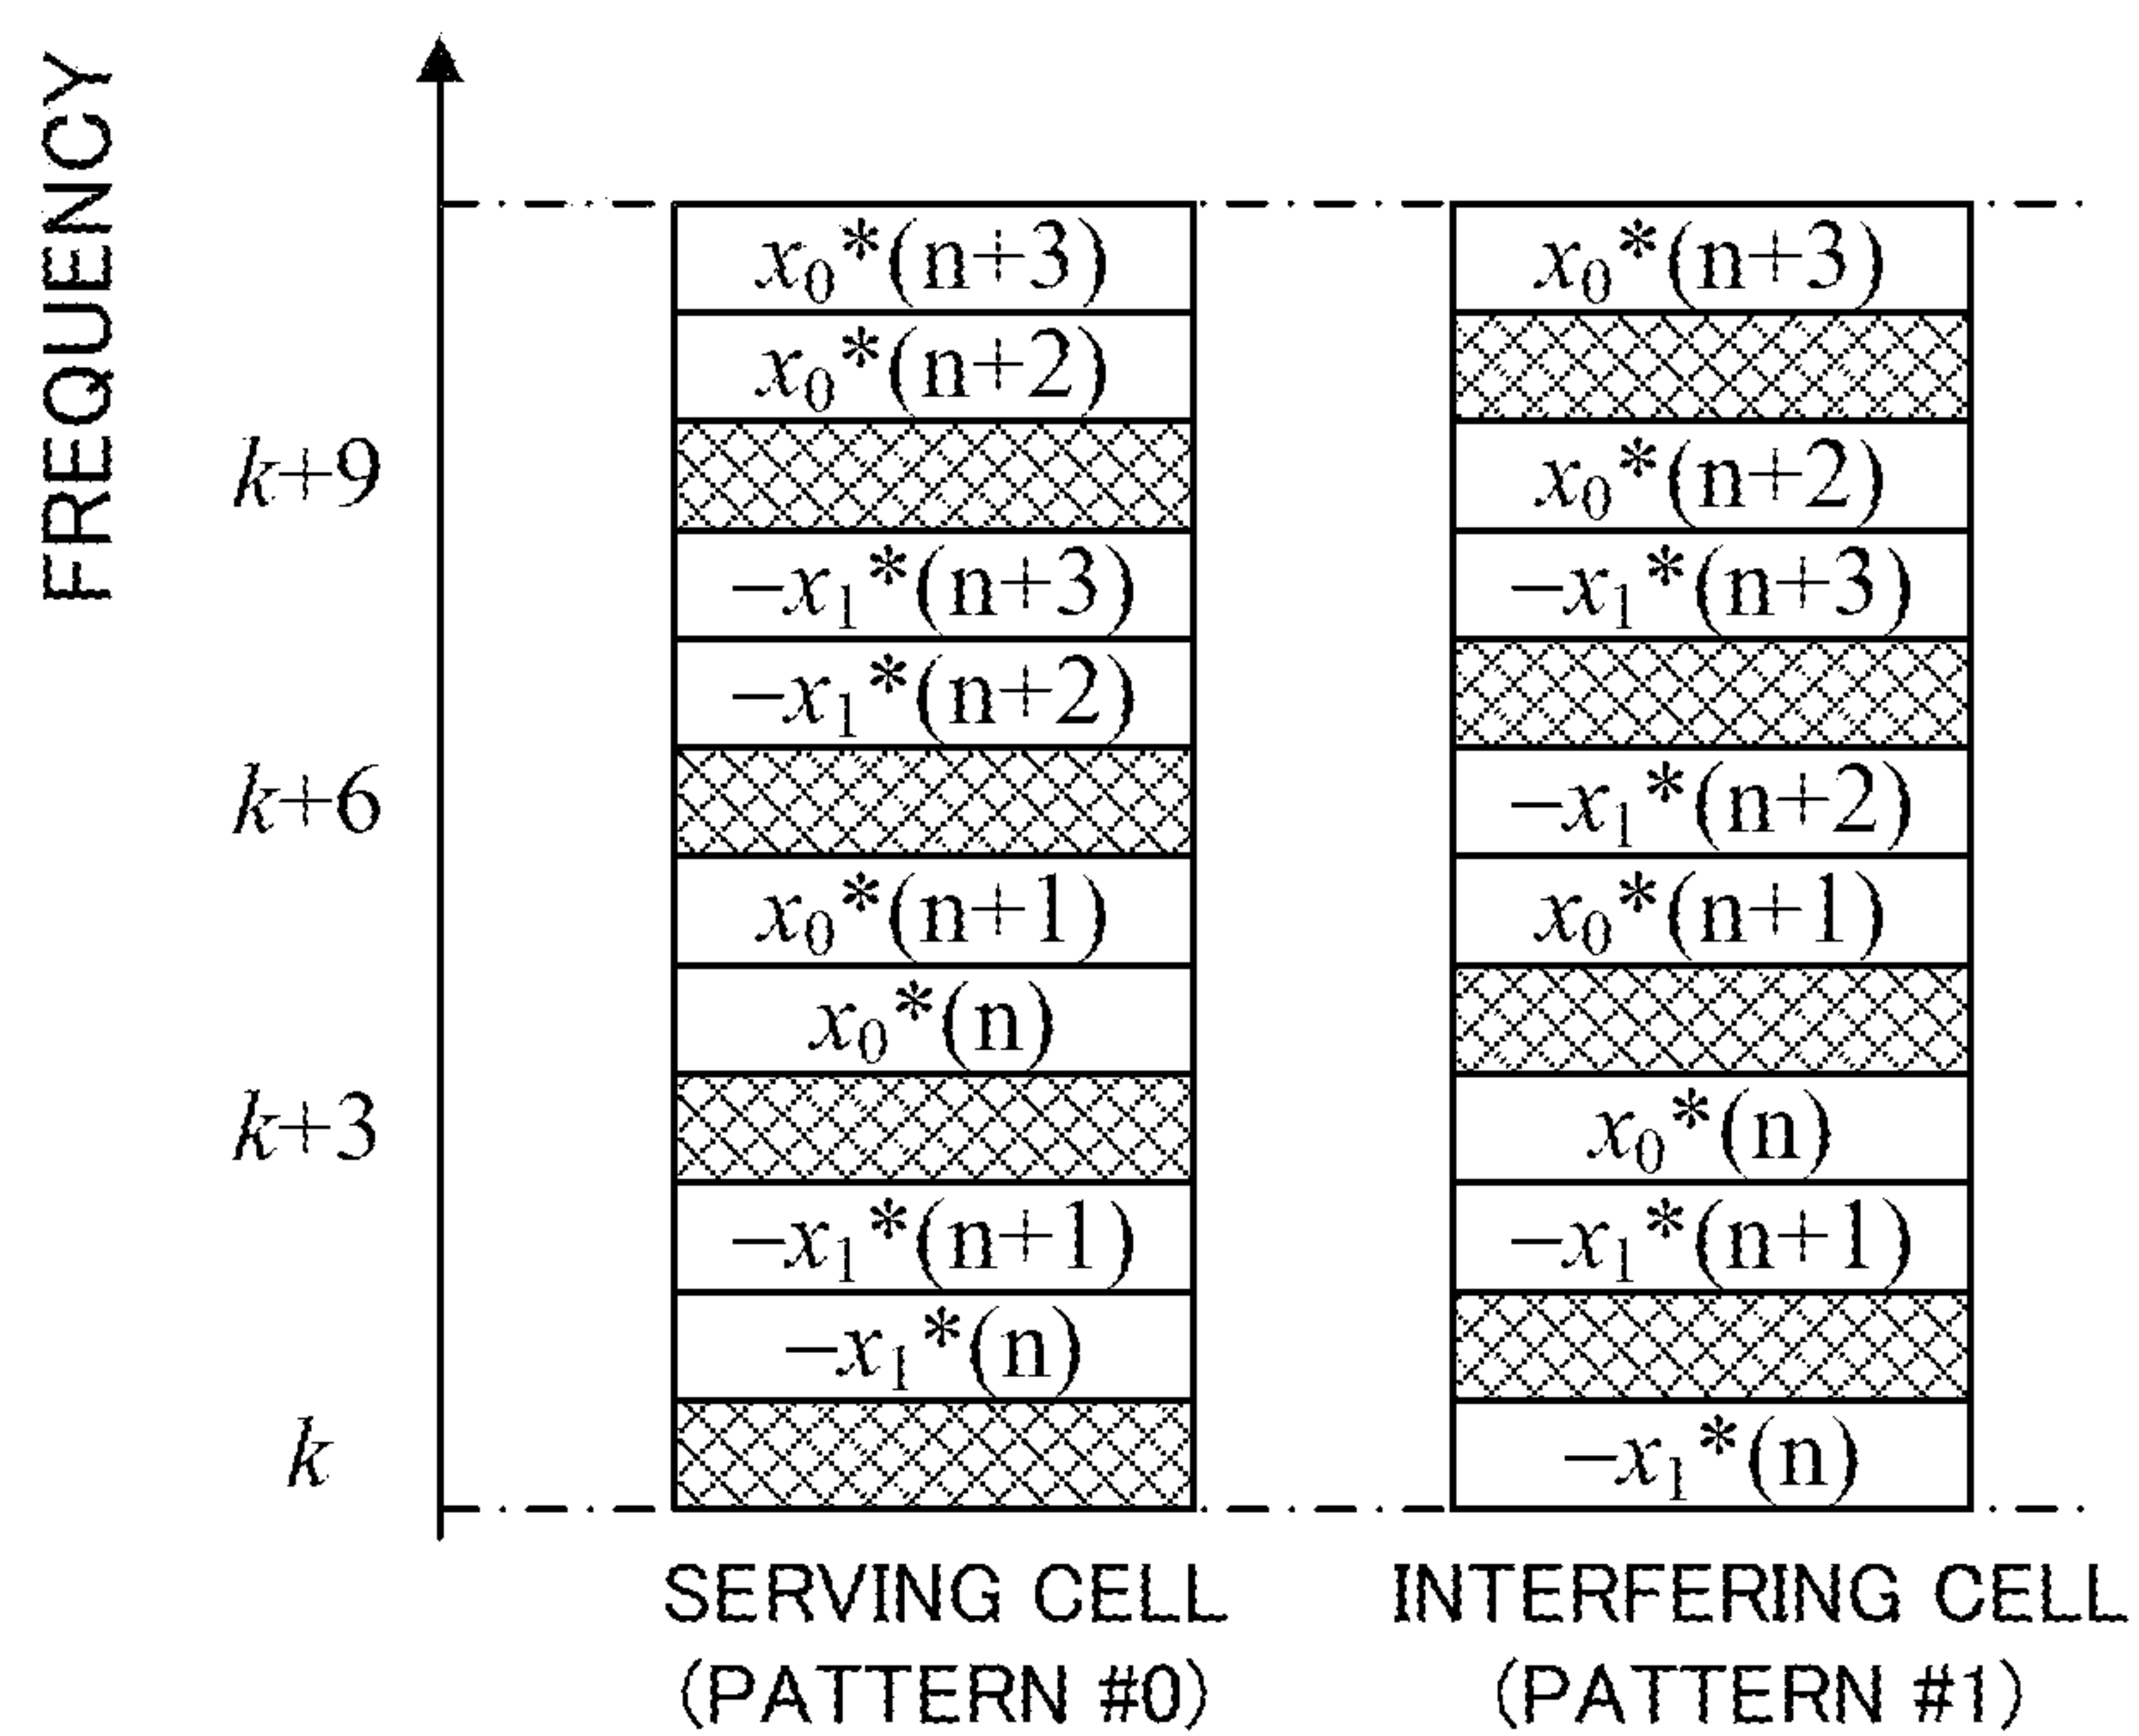 FREQUENCY
k+9
k+6
k+3
k
x₀*(n+3)
x₀*(n+2)
−x₁*(n+3)
−x₁*(n+2)
x₀*(n+1)
x₀*(n)
−x₁*(n+1)
−x₁*(n)
SERVING CELL
(PATTERN #0)
x₀*(n+3)
x₀*(n+2)
−x₁*(n+3)
−x₁*(n+2)
x₀*(n+1)
x₀*(n)
−x₁*(n+1)
−x₁*(n)
INTERFERING CELL
(PATTERN #1)